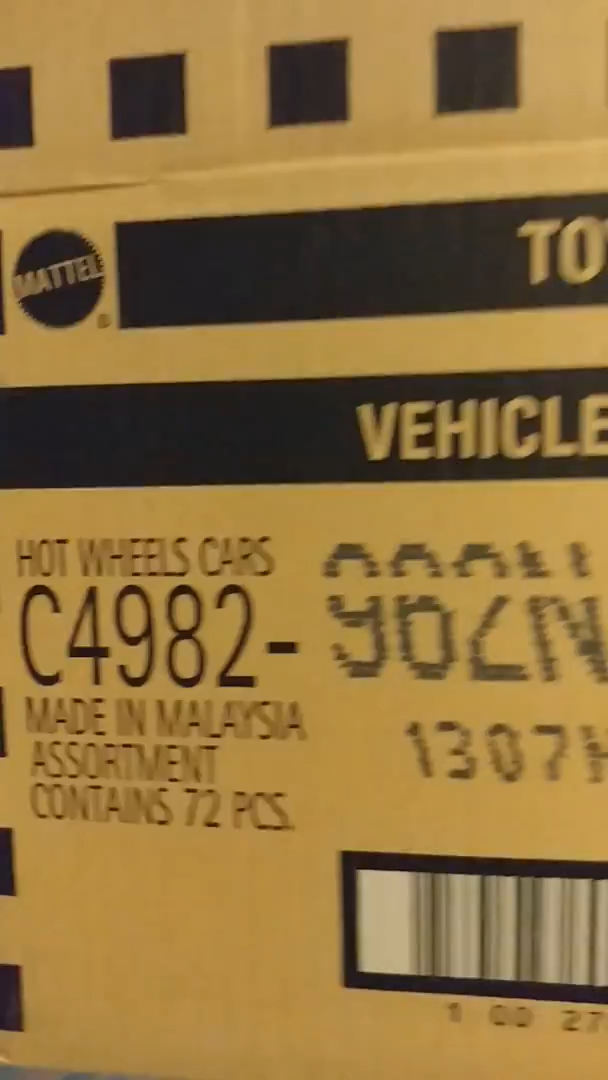 MATTEL
®
TO
VEHICLE
HOT WHEELS CARS
C4982-
MADE IN MALAYSIA
ASSORTMENT
CONTAINS 72 PCS.
1307
1 00 27